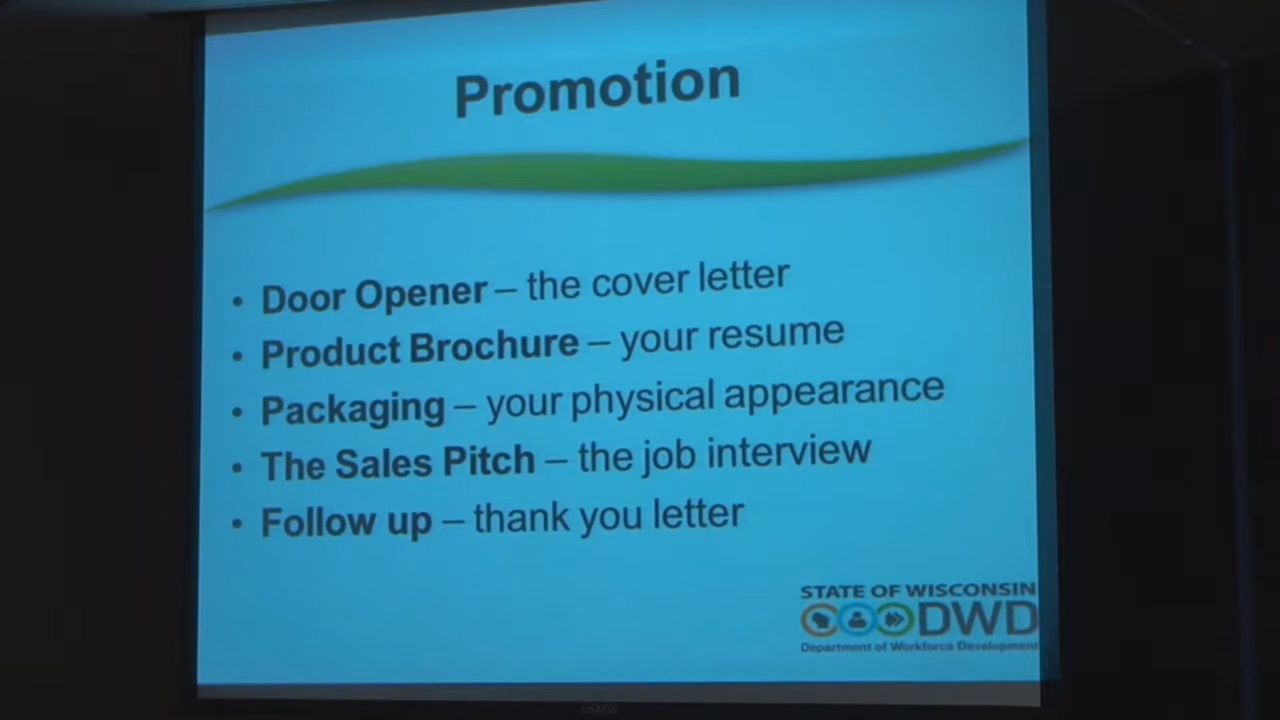 Promotion
• Door Opener – the cover letter
• Product Brochure – your resume
• Packaging – your physical appearance
• The Sales Pitch – the job interview
• Follow up – thank you letter
STATE OF WISCONSIN
DWD
Department of Workforce Development